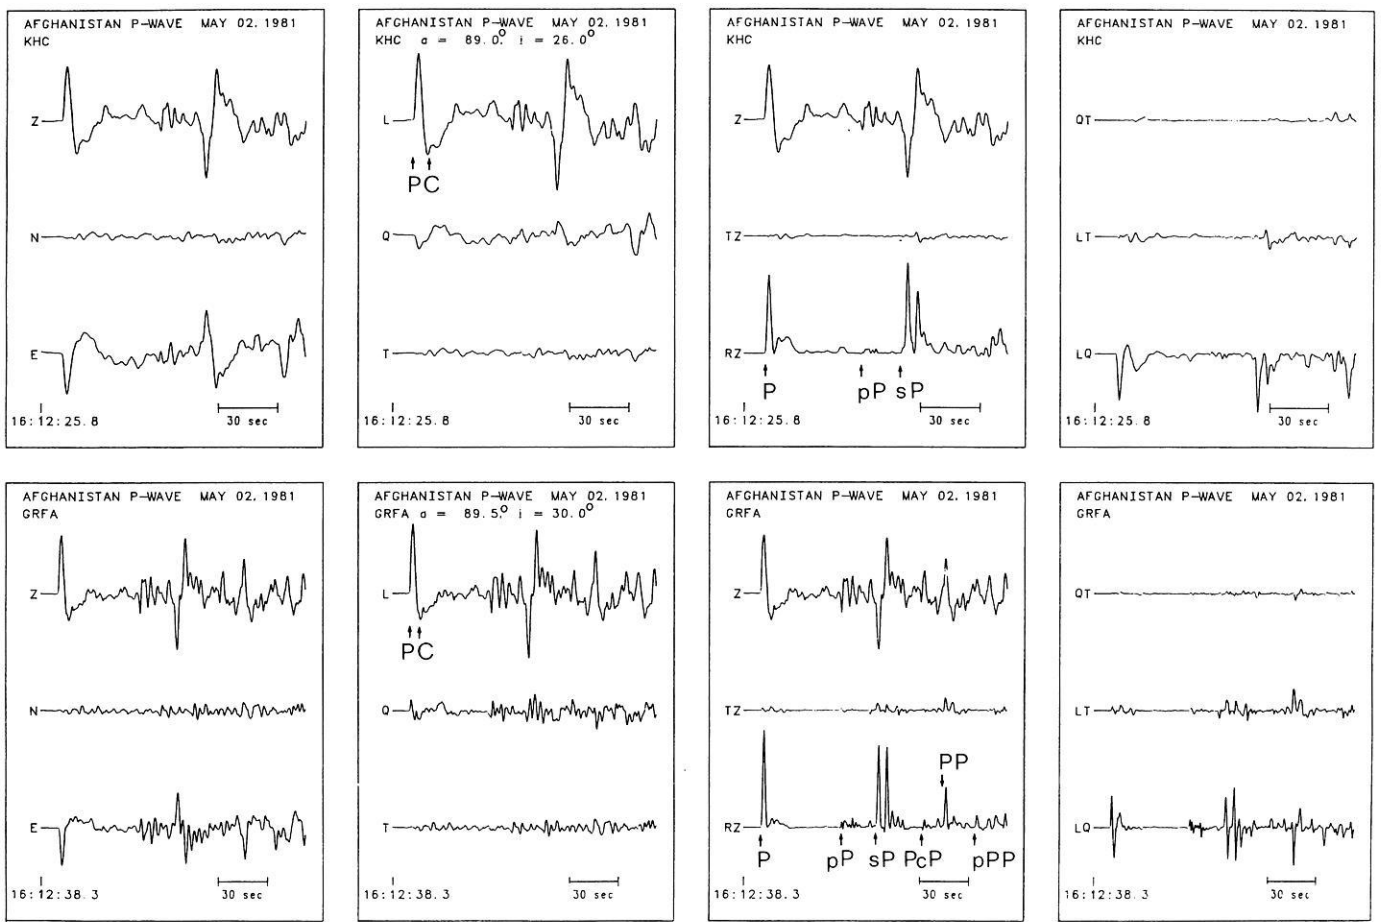 AFGHANISTAN P-WAVE MAY 02, 1981
KHC
Z
N
E
16:12:25.8
30 sec
AFGHANISTAN P-WAVE MAY 02, 1981
KHC a = 89.0° i = 26.0°
L
P C
Q
T
30 sec
AFGHANISTAN P-WAVE MAY 02, 1981
KHC
Z
TZ
RZ
P pP sP
16:12:25.8
30 sec
AFGHANISTAN P-WAVE MAY 02, 1981
KHC
QT
LT
LQ
16:12:25.8
30 sec
AFGHANISTAN P-WAVE MAY 02, 1981
GRFA
Z
N
E
16:12:38.3
30 sec
AFGHANISTAN P-WAVE MAY 02, 1981
GRFA a = 89.5° i = 30.0°
L
P C
Q
T
16:12:38.3
30 sec
AFGHANISTAN P-WAVE MAY 02, 1981
GRFA
Z
TZ
PP
RZ
P pP sP PcP pPP
16:12:38.3
30 sec
AFGHANISTAN P-WAVE MAY 02, 1981
GRFA
QT
LT
LQ
16:12:38.3
30 sec